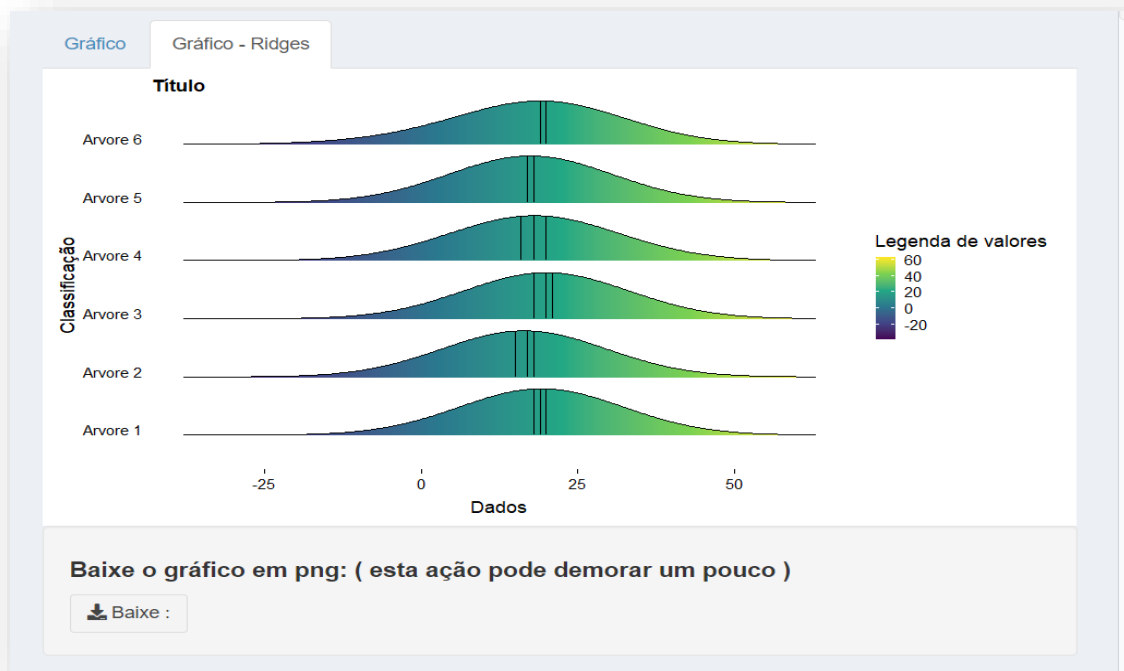 Gráfico
Gráfico - Ridges
Título
Classificação
Arvore 6
Arvore 5
Arvore 4
Arvore 3
Arvore 2
Arvore 1
-25
0
25
50
Dados
Legenda de valores
60
40
20
0
-20
Baixe o gráfico em png: ( esta ação pode demorar um pouco )
Baixe :